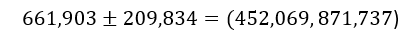 661,903 ± 209,834 = (452,069, 871,737)